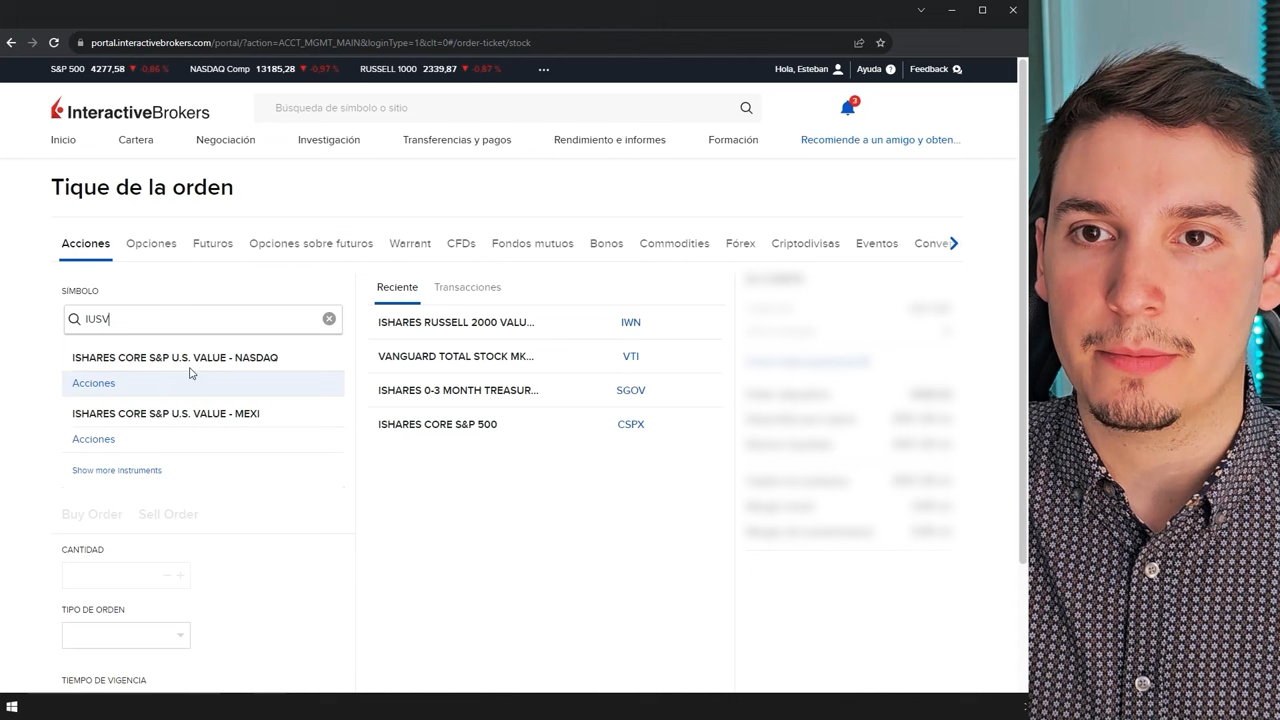 portal.interactivebrokers.com/portal/?action=ACCT_MGMT_MAIN&loginType=1&clt=0#/order-ticket/stock
S&P 500 4277,58 ▼ -0,86 % NASDAQ Comp 13185,28 ▼ -0,97 % RUSSELL 1000 2339,87 ▼ -0,87 % ••• Hola, Esteban Ayuda ? Feedback
InteractiveBrokers Búsqueda de símbolo o sitio 3
Inicio Cartera Negociación Investigación Transferencias y pagos Rendimiento e informes Formación Recomiende a un amigo y obten...
Tique de la orden
Acciones Opciones Futuros Opciones sobre futuros Warrant CFDs Fondos mutuos Bonos Commodities Fórex Criptodivisas Eventos Conve
SÍMBOLO
IUSV
ISHARES CORE S&P U.S. VALUE - NASDAQ
Acciones
ISHARES CORE S&P U.S. VALUE - MEXI
Acciones
Show more instruments
Buy Order Sell Order
CANTIDAD
TIPO DE ORDEN
TIEMPO DE VIGENCIA
Reciente Transacciones
ISHARES RUSSELL 2000 VALU... IWN
VANGUARD TOTAL STOCK MK... VTI
ISHARES 0-3 MONTH TREASUR... SGOV
ISHARES CORE S&P 500 CSPX